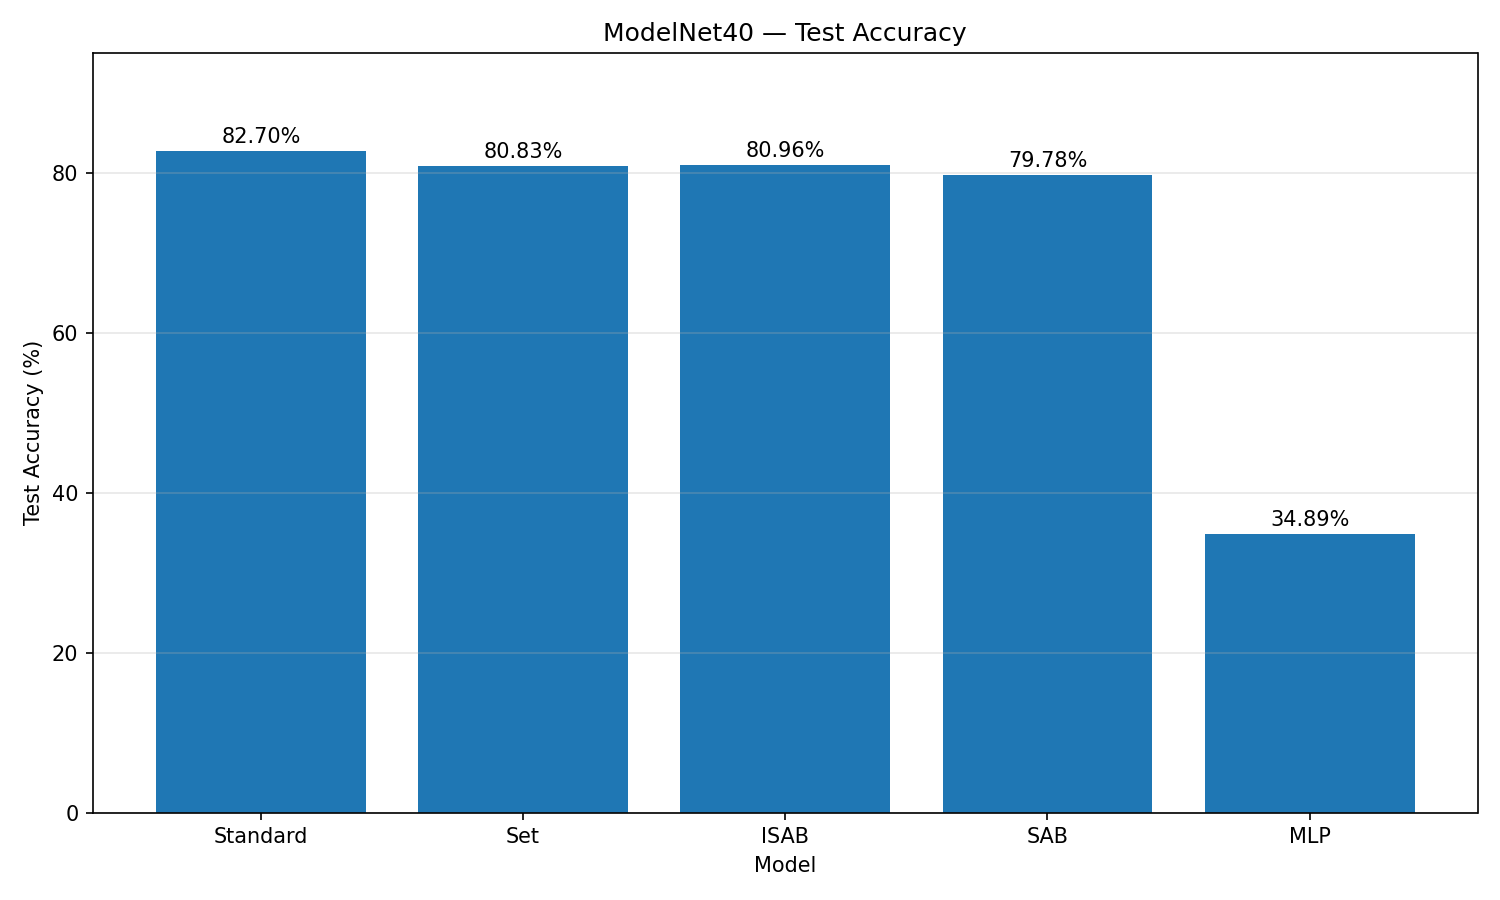 ModelNet40 — Test Accuracy
Test Accuracy (%)
80
60
40
20
0
82.70%
80.83%
80.96%
79.78%
34.89%
Standard
Set
ISAB
SAB
MLP
Model